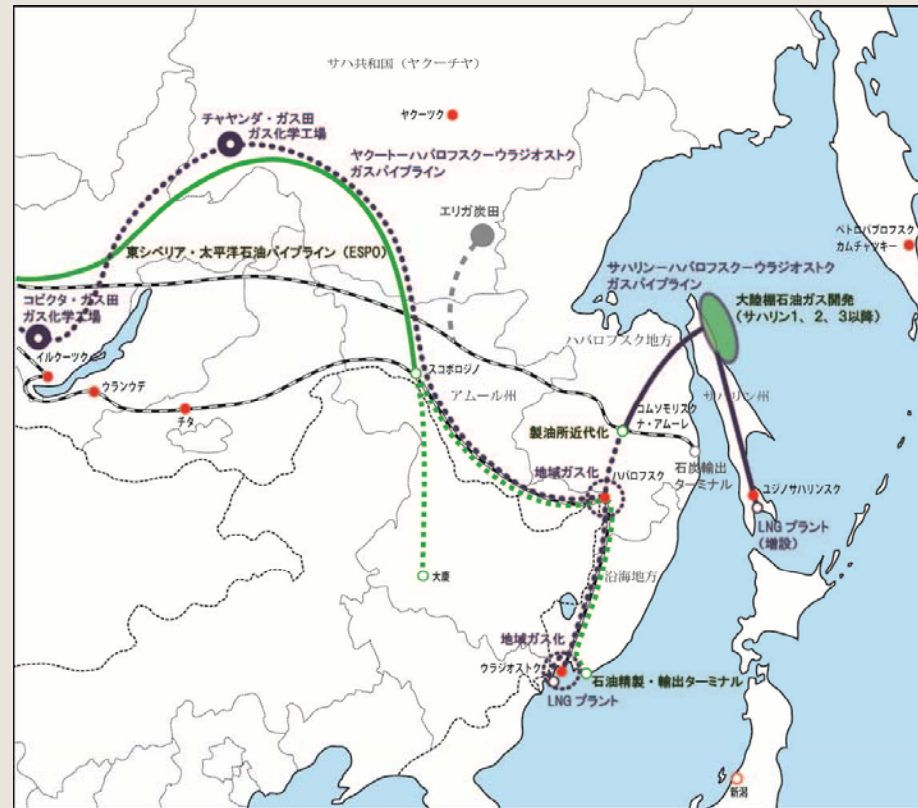 サハ共和国（ヤクーチヤ）
チャヤンダ・ガス田
ガス化学工場
ヤクーツク
ヤクートーハバロフスクーウラジオストク
ガスパイプライン
エリガ炭田
東シベリア・太平洋石油パイプライン（ESPO）
ペトロパブロフスク
カムチャツキー
サハリンーハバロフスクーウラジオストク
ガスパイプライン
大陸棚石油ガス開発
（サハリン1、2、3以降）
コビクタ・ガス田
ガス化学工場
イルクーツク
ウランウデ
チタ
スコボロジノ
アムール州
ハバロフスク地方
サハリン州
コムソモリスク
ナ・アムーレ
製油所近代化
石炭輸出
ターミナル
地域ガス化
ハバロフスク
ユジノサハリンスク
LNG プラント
（増設）
大慶
沿海地方
地域ガス化
ウラジオストク
石油精製・輸出ターミナル
LNG プラント
新潟